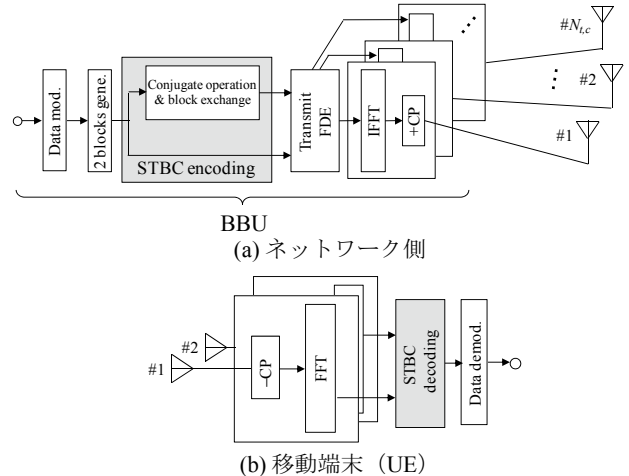 Data mod.
2 blocks gene.
Conjugate operation
& block exchange
STBC encoding
Transmit
FDE
IFFT
+CP
#N_{t,c}
#2
#1
BBU
(a) ネットワーク側
#2
#1
−CP
FFT
STBC
decoding
Data demod.
(b) 移動端末（UE）